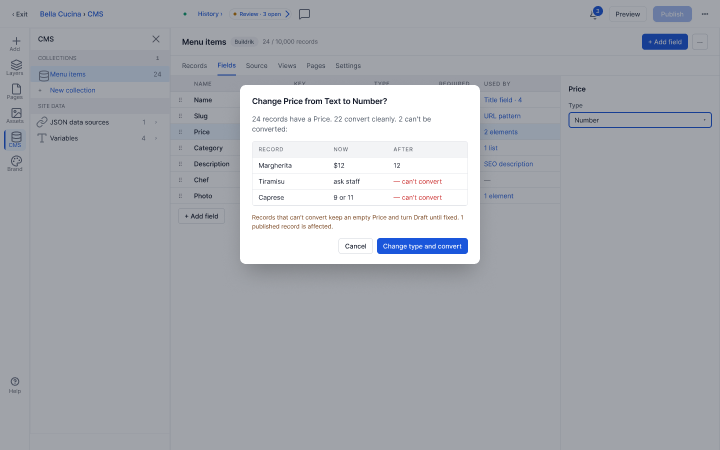 ‹ Exit
Bella Cucina › CMS
History ›
Review · 3 open
3
Preview
Publish
Add
Layers
Pages
Assets
CMS
Brand
Help
CMS
COLLECTIONS 1
Menu items 24
New collection
SITE DATA
JSON data sources 1
Variables 4
Menu items Buildrik 24 / 10,000 records
+ Add field
Records Fields Source Views Pages Settings
NAME KEY TYPE REQUIRED USED BY
Name Title field · 4
Slug URL pattern
Price 2 elements
Category 1 list
Description SEO description
Chef —
Photo 1 element
+ Add field
Price
Type
Number
Change Price from Text to Number?
24 records have a Price. 22 convert cleanly. 2 can't be
converted:
RECORD NOW AFTER
Margherita $12 12
Tiramisu ask staff — can't convert
Caprese 9 or 11 — can't convert
Records that can't convert keep an empty Price and turn Draft until fixed. 1
published record is affected.
Cancel
Change type and convert